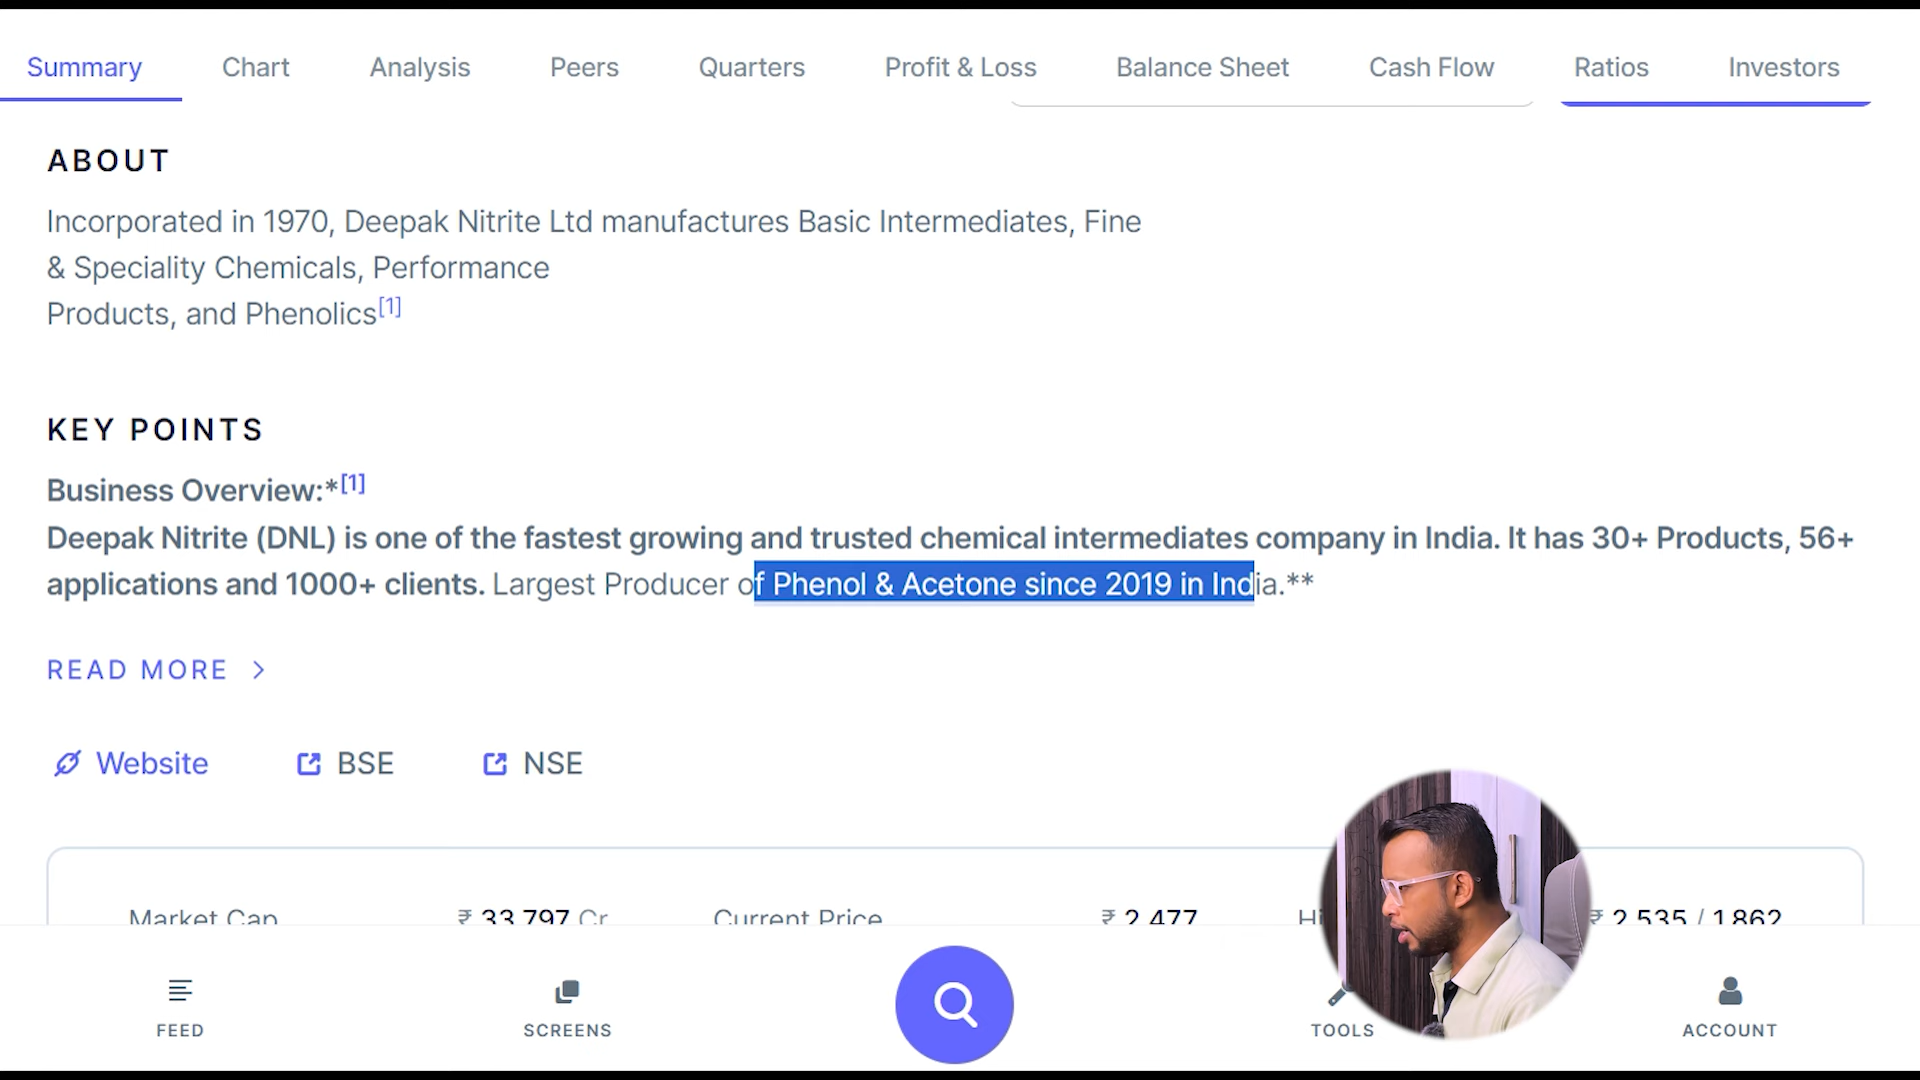 Summary Chart Analysis Peers Quarters Profit & Loss Balance Sheet Cash Flow Ratios Investors
ABOUT
Incorporated in 1970, Deepak Nitrite Ltd manufactures Basic Intermediates, Fine
& Speciality Chemicals, Performance
Products, and Phenolics[1]
KEY POINTS
Business Overview:*[1]
Deepak Nitrite (DNL) is one of the fastest growing and trusted chemical intermediates company in India. It has 30+ Products, 56+
applications and 1000+ clients. Largest Producer of Phenol & Acetone since 2019 in India.**
READ MORE >
Website BSE NSE
Market Cap ₹ 33,797 Cr. Current Price ₹ 2,477 ₹ 2,535 / 1,862
FEED SCREENS TOOLS ACCOUNT